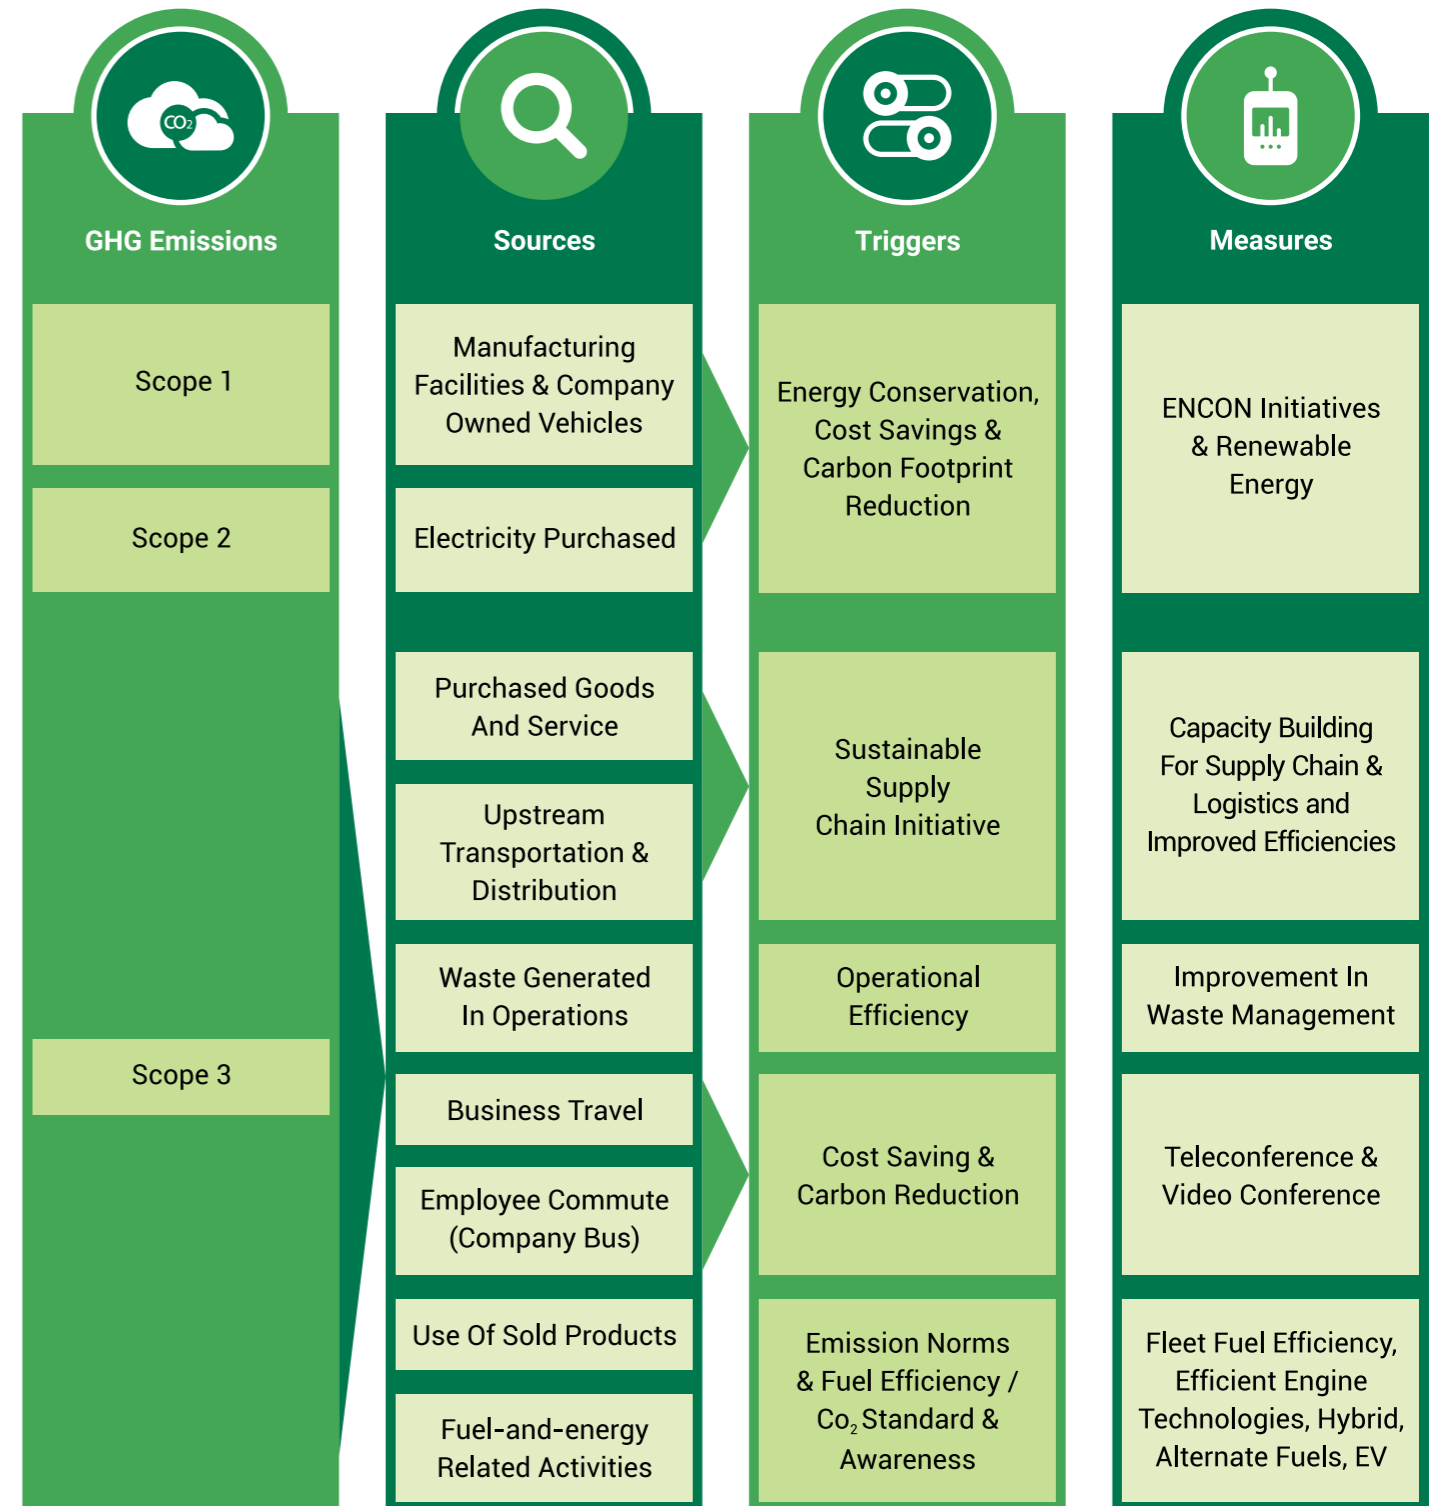 CO2
GHG Emissions
Sources
Triggers
Measures
Scope 1
Manufacturing
Facilities & Company
Owned Vehicles
Energy Conservation,
Cost Savings &
Carbon Footprint
Reduction
ENCON Initiatives
& Renewable
Energy
Scope 2
Electricity Purchased
Scope 3
Purchased Goods
And Service
Upstream
Transportation &
Distribution
Sustainable
Supply
Chain Initiative
Capacity Building
For Supply Chain &
Logistics and
Improved Efficiencies
Waste Generated
In Operations
Operational
Efficiency
Improvement In
Waste Management
Business Travel
Employee Commute
(Company Bus)
Cost Saving &
Carbon Reduction
Teleconference &
Video Conference
Use Of Sold Products
Fuel-and-energy
Related Activities
Emission Norms
& Fuel Efficiency /
Co₂ Standard &
Awareness
Fleet Fuel Efficiency,
Efficient Engine
Technologies, Hybrid,
Alternate Fuels, EV